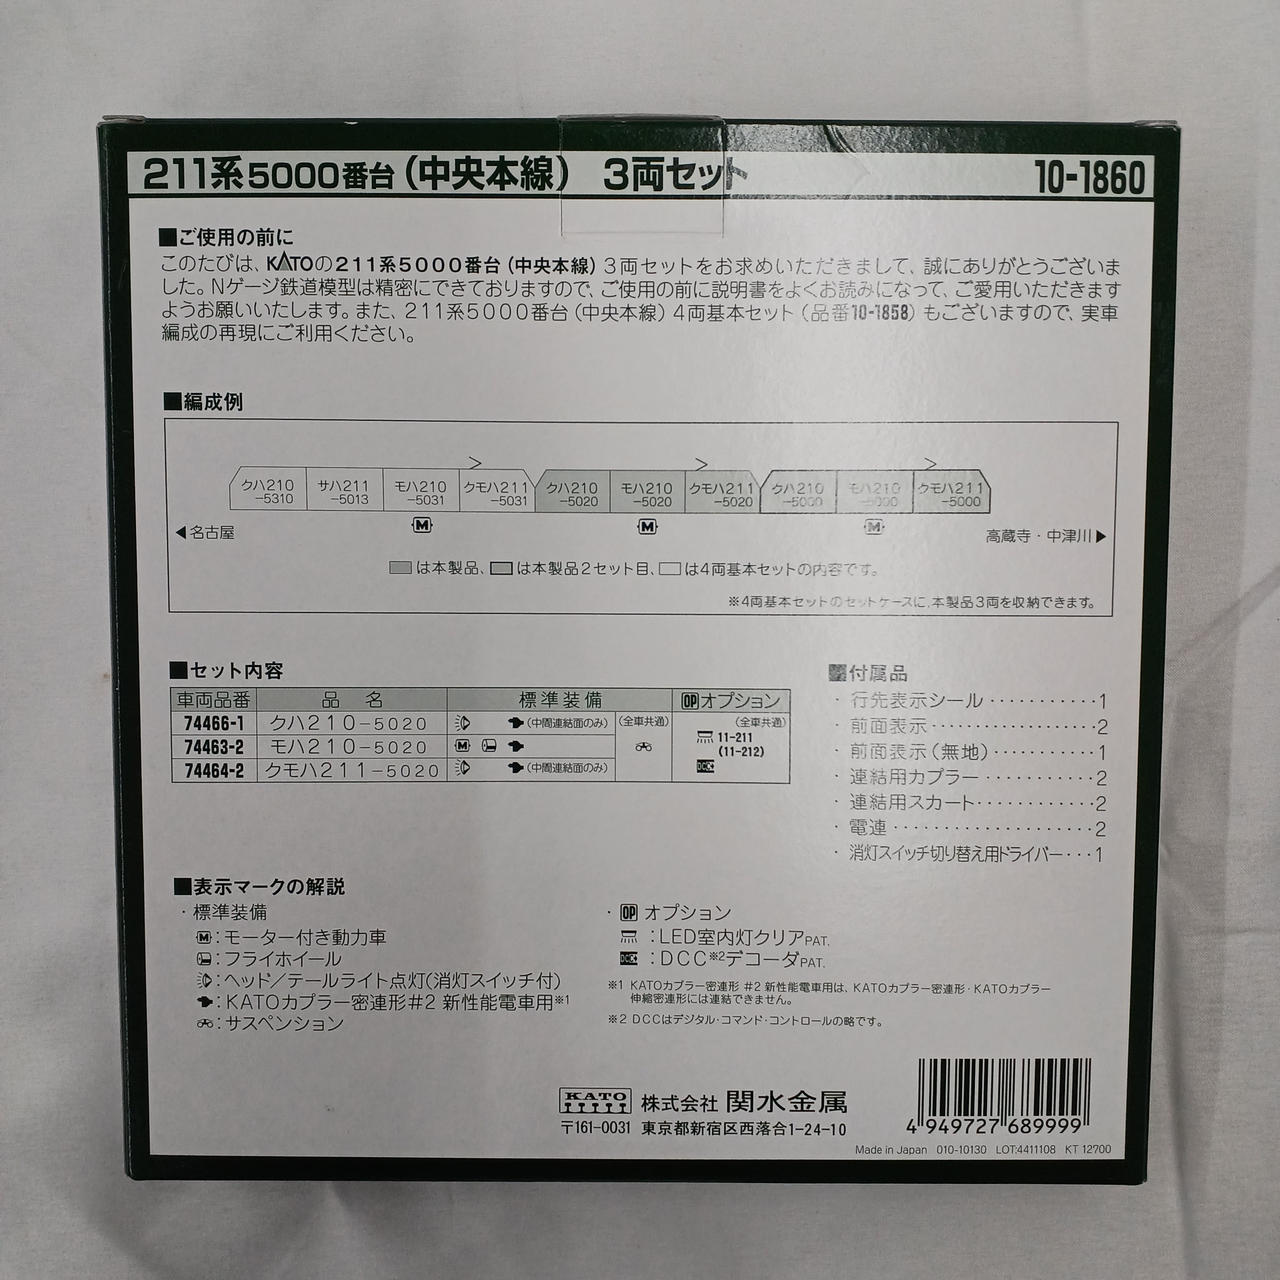 211系5000番台(中央本線) 3両セット 10-1860
■ご使用の前に
このたびは、KATOの211系5000番台(中央本線)3両セットをお求めいただきまして、誠にありがとうございま
した。Nゲージ鉄道模型は精密にできておりますので、ご使用の前に説明書をよくお読みになって、ご愛用いただきます
ようお願いいたします。また、211系5000番台(中央本線)4両基本セット(品番10-1858)もございますので、実車
編成の再現にご利用ください。
■編成例
クハ210 サハ211 モハ210 クモハ211 クハ210 モハ210 クモハ211 クハ210 モハ210 クモハ211
-5310 -5013 -5031 -5031 -5020 -5020 -5020 -5000 -5000 -5000
M M M
◀名古屋 高蔵寺・中津川▶
は本製品、は本製品2セット目、は4両基本セットの内容です。
※4両基本セットのセットケースに、本製品3両を収納できます。
■セット内容
車両品番 品名 標準装備 OPオプション
74466-1 クハ210-5020 (中間連結面のみ) (全車共通) (全車共通)
74463-2 モハ210-5020 M 11-211
(11-212)
74464-2 クモハ211-5020 (中間連結面のみ) DCC
■付属品
・行先表示シール・・・・・・・・・・・1
・前面表示・・・・・・・・・・・・・・・・2
・前面表示(無地)・・・・・・・・・・・1
・連結用カプラー・・・・・・・・・・・・2
・連結用スカート・・・・・・・・・・・・2
・電連・・・・・・・・・・・・・・・・・・・・2
・消灯スイッチ切り替え用ドライバー・・・1
■表示マークの解説
・標準装備
M:モーター付き動力車
:フライホイール
:ヘッド/テールライト点灯(消灯スイッチ付)
:KATOカプラー密連形#2 新性能電車用※1
:サスペンション
・OP オプション
:LED室内灯クリアPAT.
DCC:DCC※2デコーダPAT.
※1 KATOカプラー密連形 #2 新性能電車用は、KATOカプラー密連形・KATOカプラー
伸縮密連形には連結できません。
※2 DCCはデジタル・コマンド・コントロールの略です。
KATO 株式会社 関水金属
〒161-0031 東京都新宿区西落合1-24-10
4 949727 689999
Made in Japan 010-10130 LOT:4411108 KT 12700